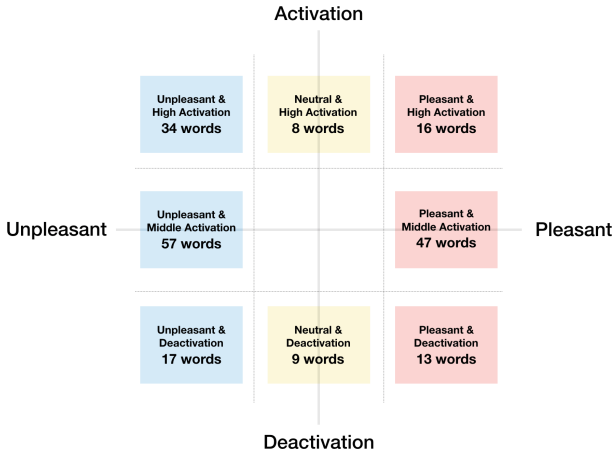 Activation
Unpleasant &
High Activation
34 words
Neutral &
High Activation
8 words
Pleasant &
High Activation
16 words
Unpleasant
Unpleasant &
Middle Activation
57 words
Pleasant &
Middle Activation
47 words
Pleasant
Unpleasant &
Deactivation
17 words
Neutral &
Deactivation
9 words
Pleasant &
Deactivation
13 words
Deactivation